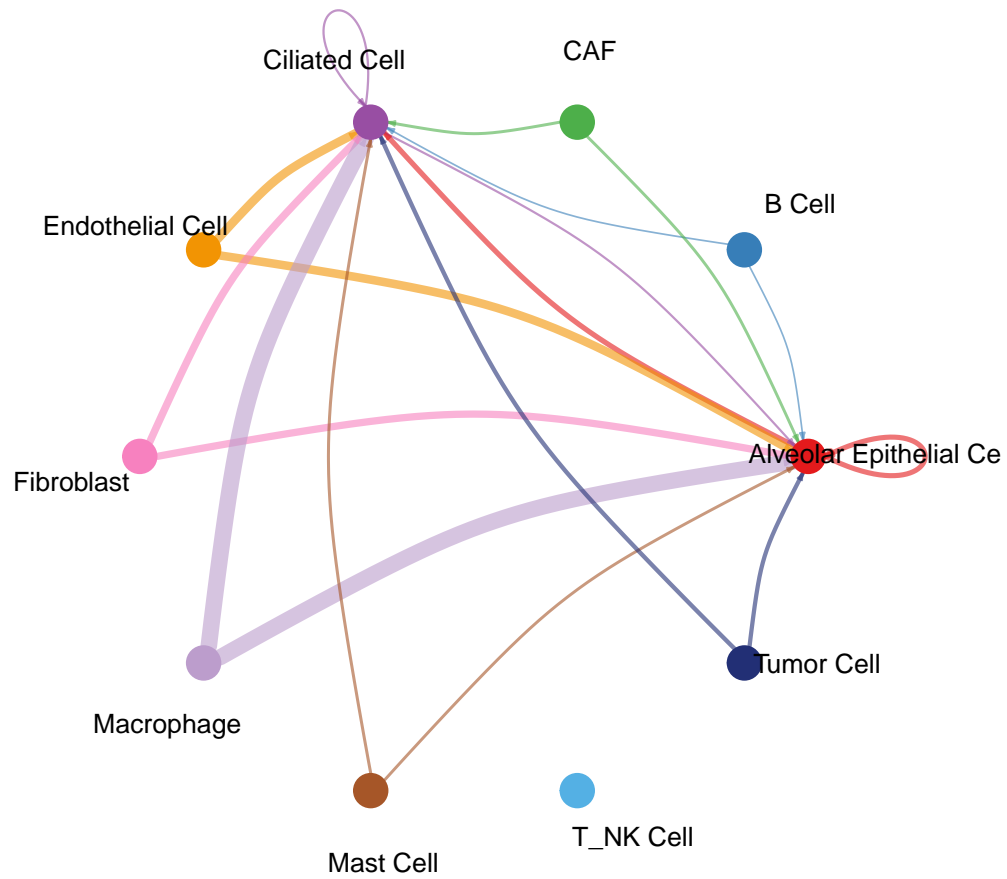 CAF
Ciliated Cell
B Cell
Endothelial Cell
Alveolar Epithelial Ce
Fibroblast
Tumor Cell
Macrophage
T_NK Cell
Mast Cell